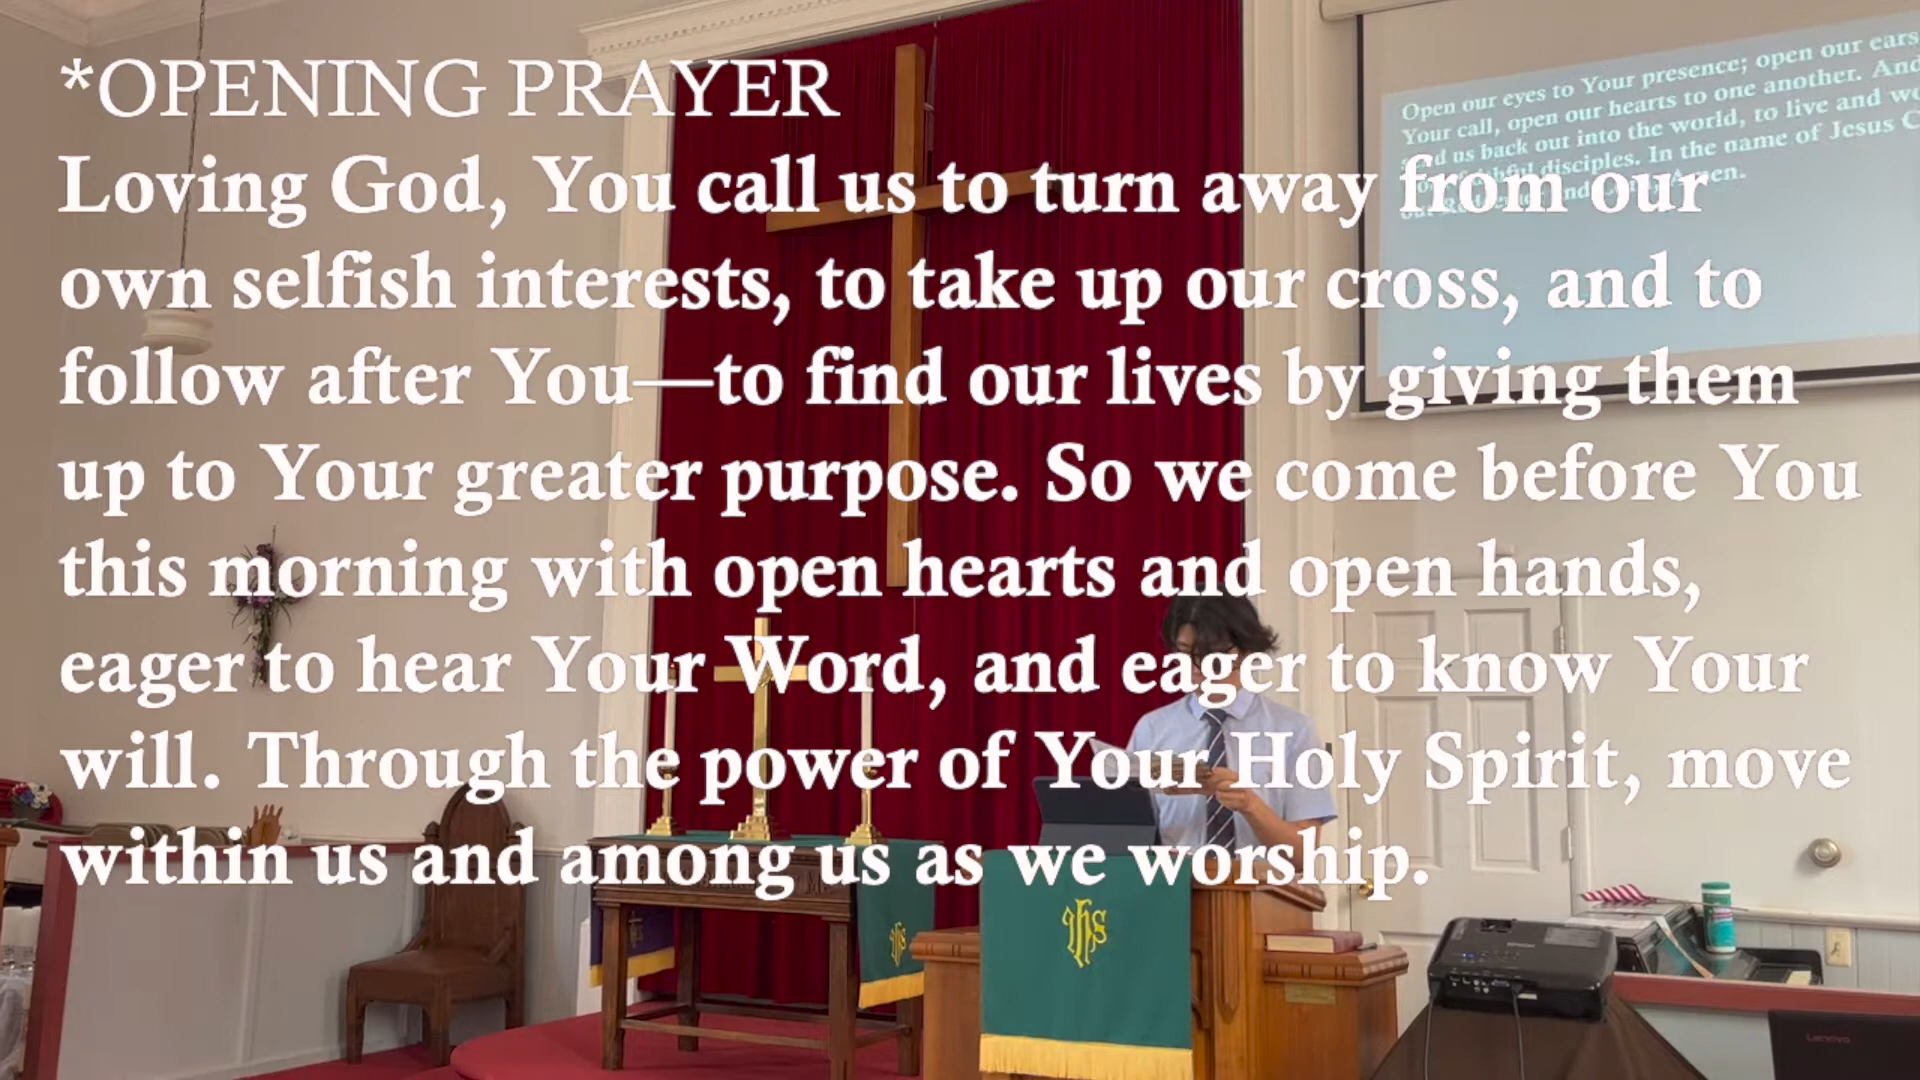 *OPENING PRAYER
Loving God, You call us to turn away from our
own selfish interests, to take up our cross, and to
follow after You—to find our lives by giving them
up to Your greater purpose. So we come before You
this morning with open hearts and open hands,
eager to hear Your Word, and eager to know Your
will. Through the power of Your Holy Spirit, move
within us and among us as we worship.
Open our eyes to Your presence; open our ears
Your call, open our hearts to one another. And
us back out into the world, to live and
disciples. In the name of Jesus C
IHS
IHS
EPSON
Lenovo